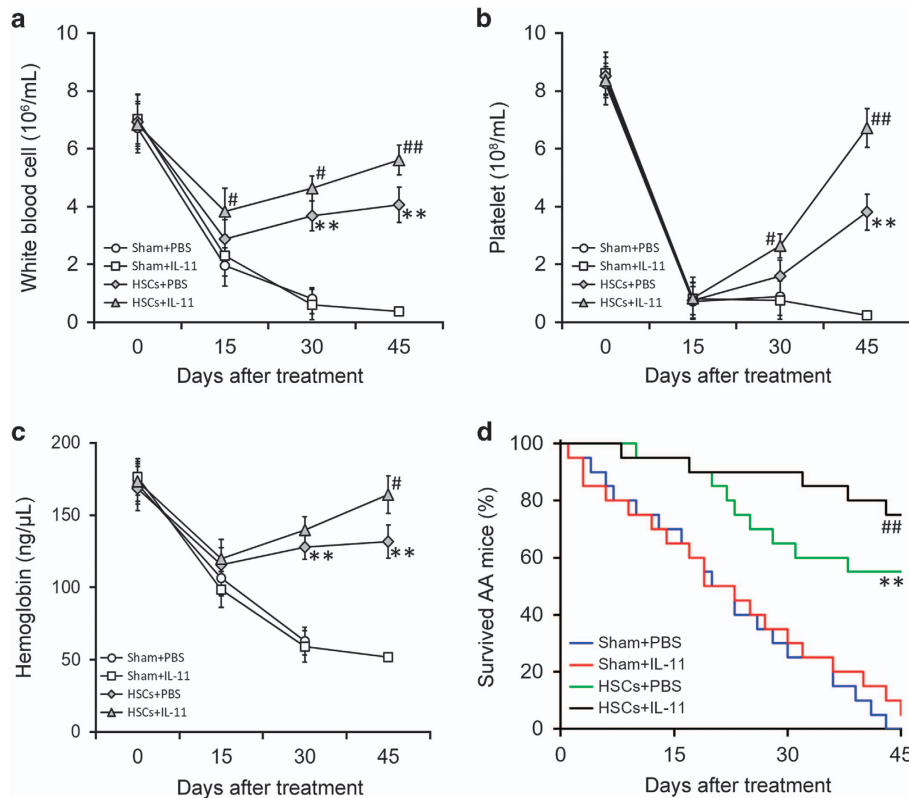 a
White blood cell (10⁶/mL)
10
8
6
4
2
0
# # ##
** **
Sham+PBS
Sham+IL-11
HSCs+PBS
HSCs+IL-11
0 15 30 45
Days after treatment
b
Platelet (10⁸/mL)
10
8
6
4
2
0
##
#
**
Sham+PBS
Sham+IL-11
HSCs+PBS
HSCs+IL-11
0 15 30 45
Days after treatment
c
Hemoglobin (ng/µL)
200
150
100
50
0
#
** **
Sham+PBS
Sham+IL-11
HSCs+PBS
HSCs+IL-11
0 15 30 45
Days after treatment
d
Survived AA mice (%)
100
80
60
40
20
0
##
**
Sham+PBS
Sham+IL-11
HSCs+PBS
HSCs+IL-11
0 15 30 45
Days after treatment